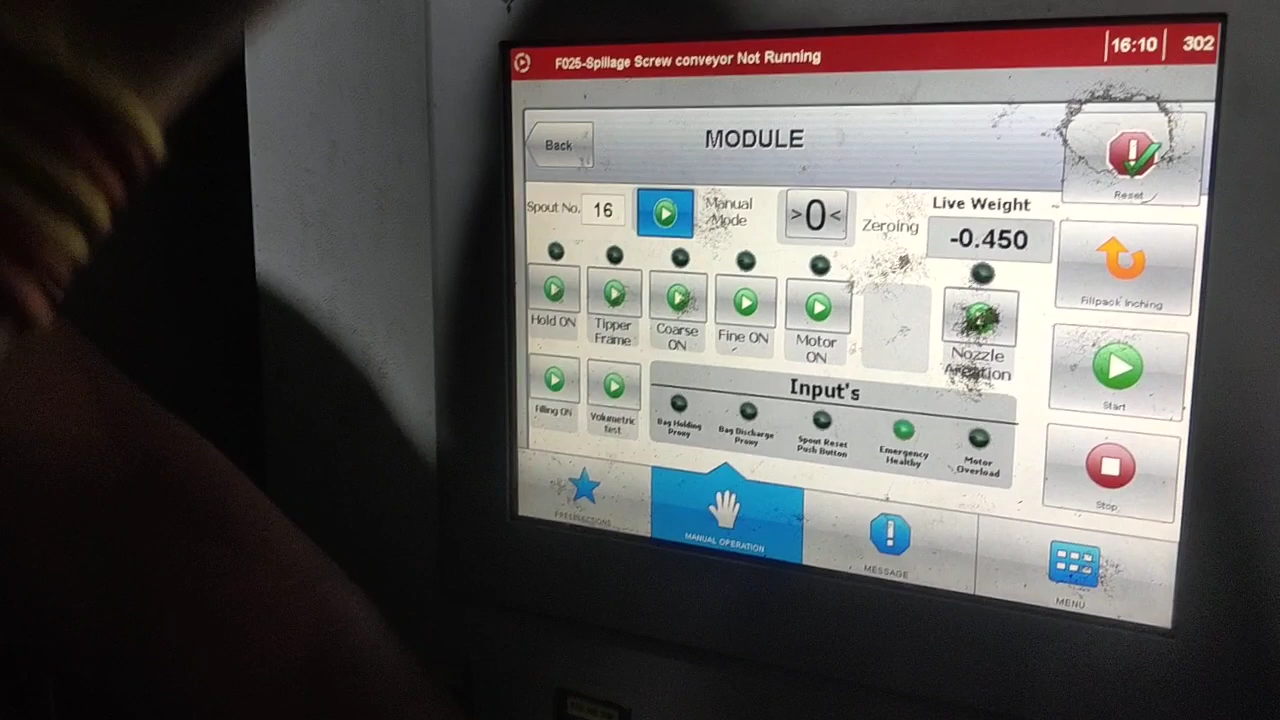 F025-Spillage Screw conveyor Not Running
16:10
302
Back
MODULE
Reset
Spout No.
16
Manual
Mode
>0<
Zeroing
Live Weight
-0.450
Fillpack Inching
Hold ON
Tipper
Frame
Coarse
ON
Fine ON
Motor
ON
Nozzle
Areation
Start
Filling ON
Volumetric
test
Input's
Bag Holding
Proxy
Bag Discharge
Proxy
Spout Reset
Push Button
Emergency
Healthy
Motor
Overload
Stop
MANUAL OPERATION
MESSAGE
MENU